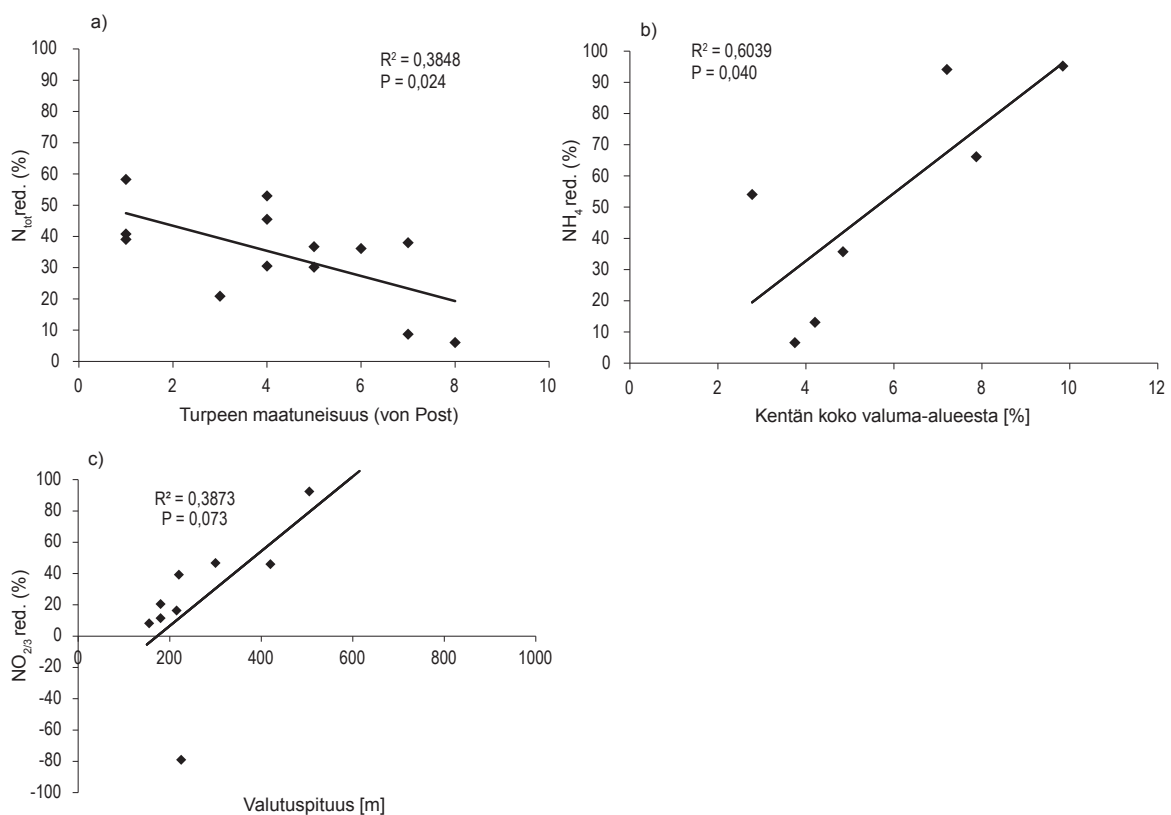 a)
R² = 0,3848
P = 0,024
100
90
80
70
60
50
40
30
20
10
0
N_tot red. (%)
0 2 4 6 8 10
Turpeen maatuneisuus (von Post)
b)
R² = 0,6039
P = 0,040
100
90
80
70
60
50
40
30
20
10
0
NH₄ red. (%)
0 2 4 6 8 10 12
Kentän koko valuma-alueesta [%]
c)
R² = 0,3873
P = 0,073
100
80
60
40
20
0
-20
-40
-60
-80
-100
NO₂/₃ red. (%)
0 200 400 600 800 1000
Valutuspituus [m]